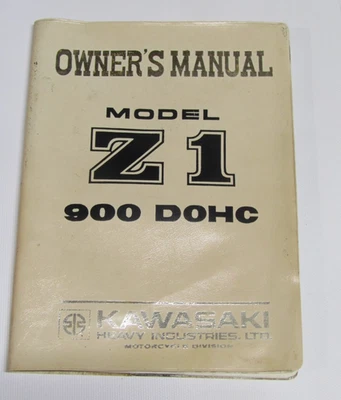 OWNER'S MANUAL
MODEL
Z1
900 DOHC
KAWASAKI
HEAVY INDUSTRIES. LTD
MOTORCYCLE DIVISION